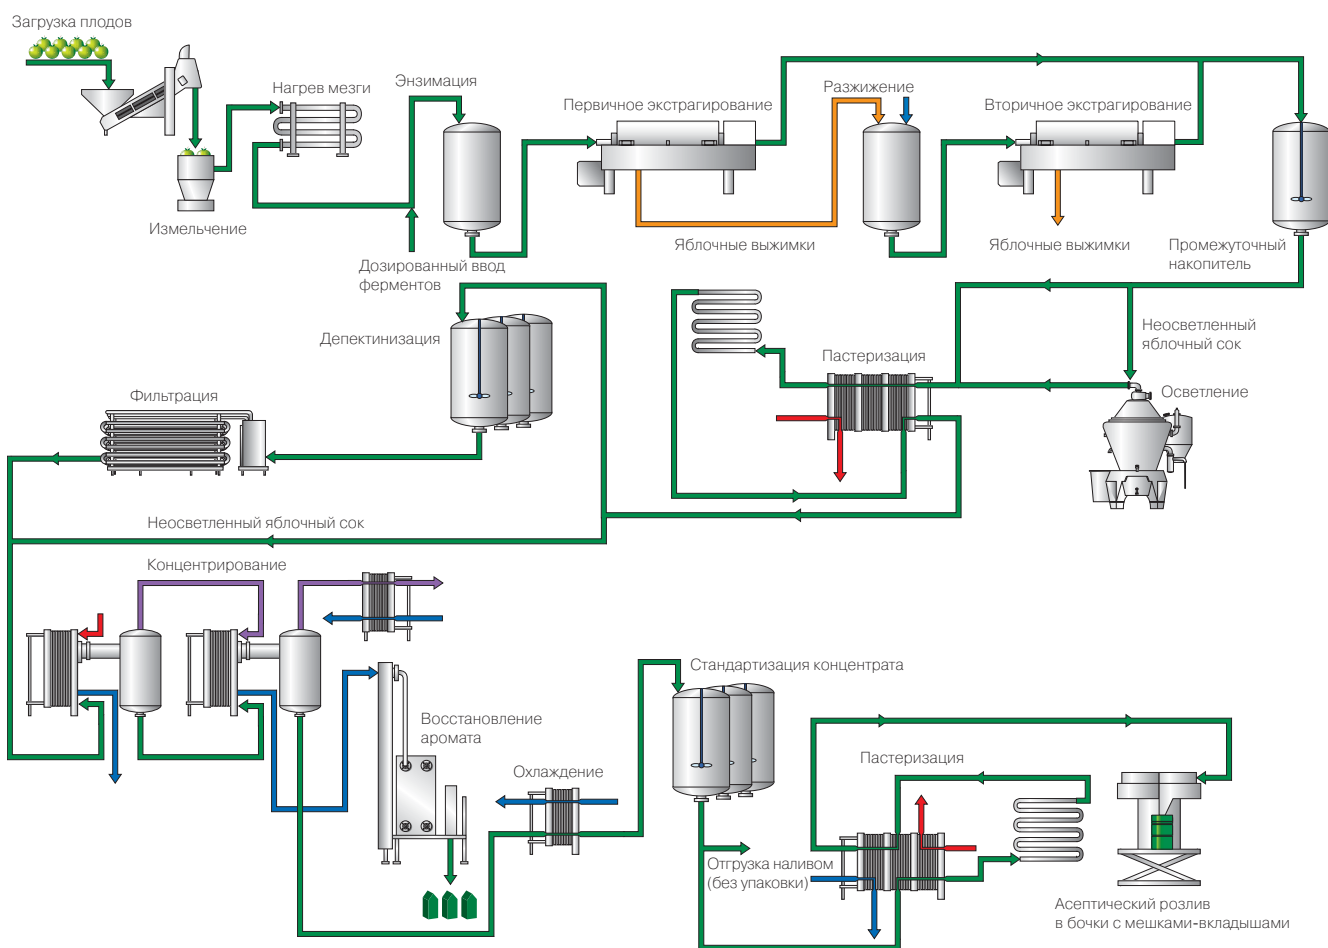 Загрузка плодов
Нагрев мезги
Энзимация
Первичное экстрагирование
Разжижение
Вторичное экстрагирование
Измельчение
Дозированный ввод
ферментов
Яблочные выжимки
Яблочные выжимки
Промежуточный
накопитель
Депектинизация
Пастеризация
Неосветленный
яблочный сок
Осветление
Фильтрация
Неосветленный яблочный сок
Концентрирование
Восстановление
аромата
Охлаждение
Стандартизация концентрата
Пастеризация
Отгрузка наливом
(без упаковки)
Асептический розлив
в бочки с мешками-вкладышами